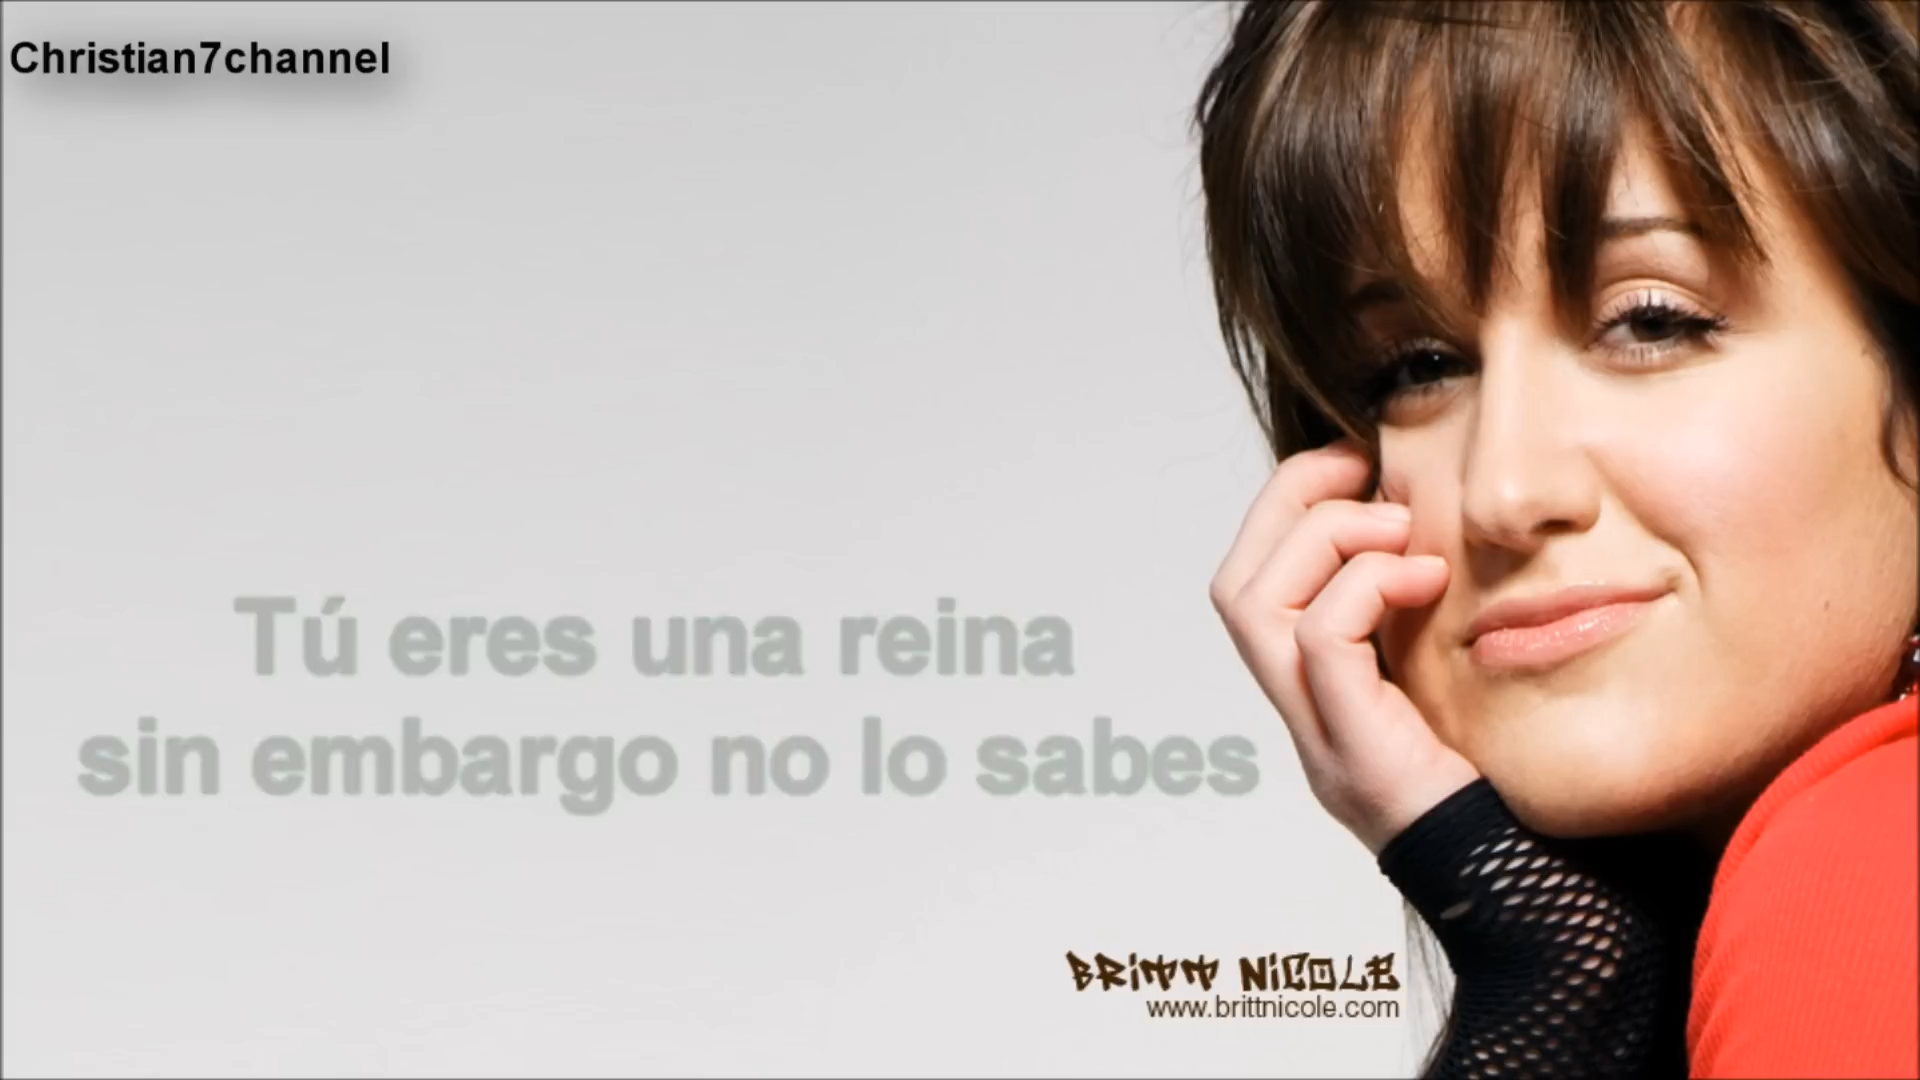 Christian7channel
Tú eres una reina
sin embargo no lo sabes
BRITT NICOLE
www.brittnicole.com